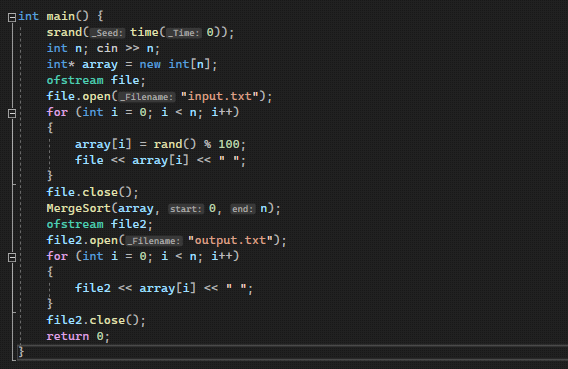 int main() {
srand(_Seed: time(_Time: 0));
int n; cin >> n;
int* array = new int[n];
ofstream file;
file.open(_Filename: "input.txt");
for (int i = 0; i < n; i++)
{
array[i] = rand() % 100;
file << array[i] << " ";
}
file.close();
MergeSort(array, start: 0, end: n);
ofstream file2;
file2.open(_Filename: "output.txt");
for (int i = 0; i < n; i++)
{
file2 << array[i] << " ";
}
file2.close();
return 0;
}